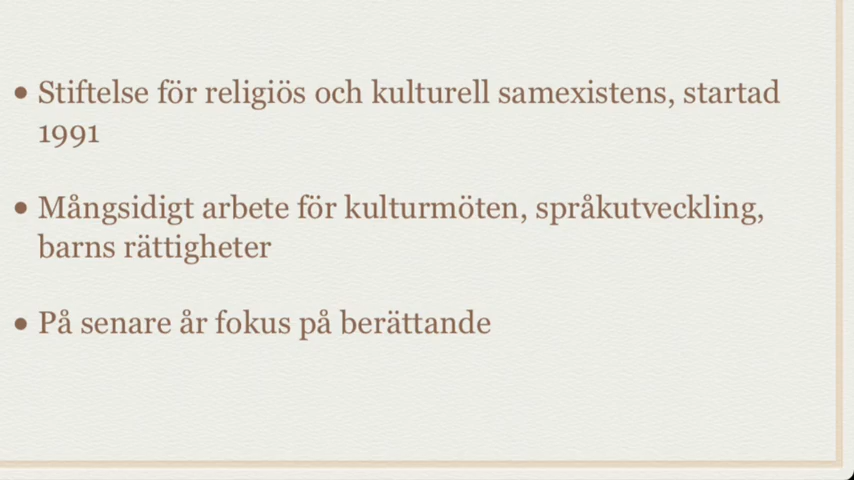 • Stiftelse för religiös och kulturell samexistens, startad
1991
• Mångsidigt arbete för kulturmöten, språkutveckling,
barns rättigheter
• På senare år fokus på berättande